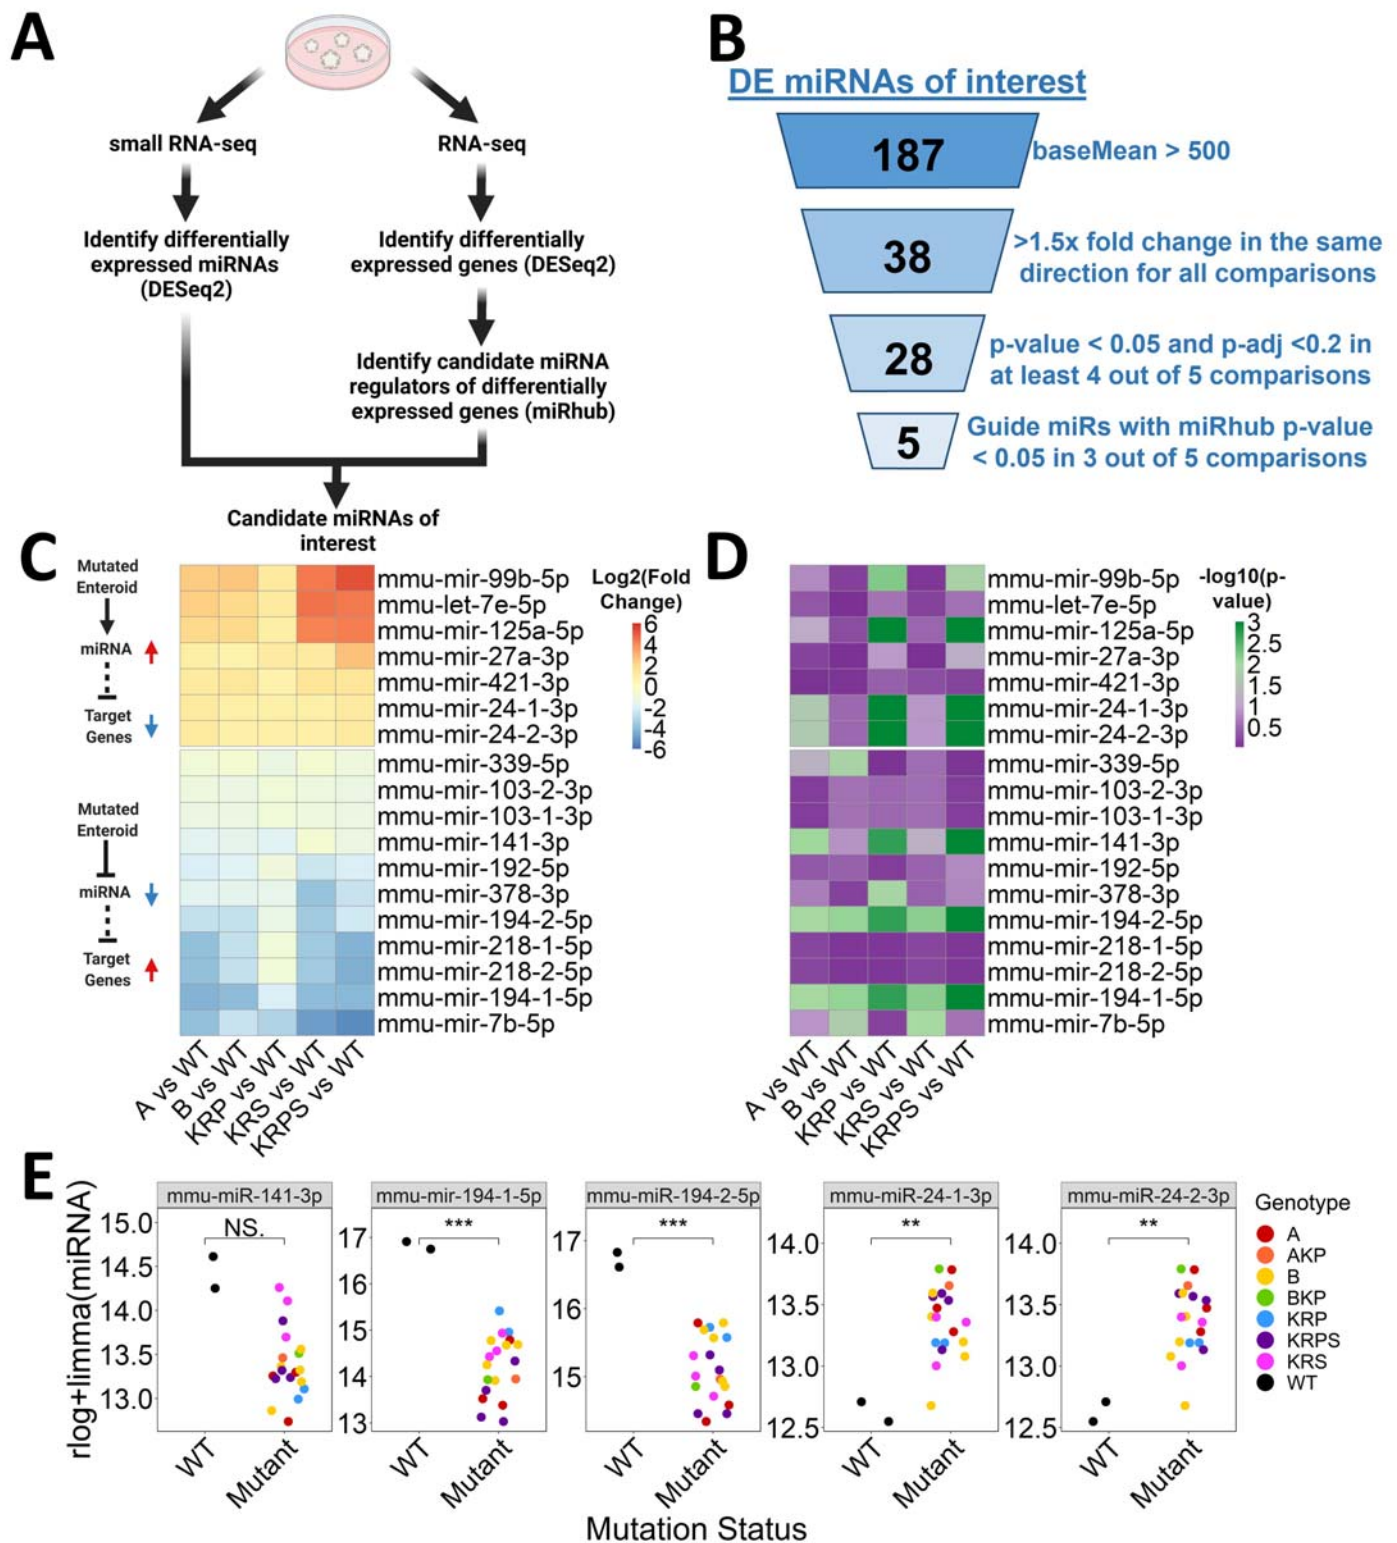 A
small RNA-seq
RNA-seq
Identify differentially
expressed miRNAs
(DESeq2)
Identify differentially
expressed genes (DESeq2)
Identify candidate miRNA
regulators of differentially
expressed genes (miRhub)
Candidate miRNAs of
interest
B
DE miRNAs of interest
187
baseMean > 500
38
>1.5x fold change in the same
direction for all comparisons
28
p-value < 0.05 and p-adj <0.2 in
at least 4 out of 5 comparisons
5
Guide miRs with miRhub p-value
< 0.05 in 3 out of 5 comparisons
C
Mutated
Enteroid
miRNA
Target
Genes
Mutated
Enteroid
miRNA
Target
Genes
mmu-mir-99b-5p
mmu-let-7e-5p
mmu-mir-125a-5p
mmu-mir-27a-3p
mmu-mir-421-3p
mmu-mir-24-1-3p
mmu-mir-24-2-3p
mmu-mir-339-5p
mmu-mir-103-2-3p
mmu-mir-103-1-3p
mmu-mir-141-3p
mmu-mir-192-5p
mmu-mir-378-3p
mmu-mir-194-2-5p
mmu-mir-218-1-5p
mmu-mir-218-2-5p
mmu-mir-194-1-5p
mmu-mir-7b-5p
A vs WT
B vs WT
KRP vs WT
KRS vs WT
KRPS vs WT
Log2(Fold
Change)
6
4
2
0
-2
-4
-6
D
mmu-mir-99b-5p
mmu-let-7e-5p
mmu-mir-125a-5p
mmu-mir-27a-3p
mmu-mir-421-3p
mmu-mir-24-1-3p
mmu-mir-24-2-3p
mmu-mir-339-5p
mmu-mir-103-2-3p
mmu-mir-103-1-3p
mmu-mir-141-3p
mmu-mir-192-5p
mmu-mir-378-3p
mmu-mir-194-2-5p
mmu-mir-218-1-5p
mmu-mir-218-2-5p
mmu-mir-194-1-5p
mmu-mir-7b-5p
A vs WT
B vs WT
KRP vs WT
KRS vs WT
KRPS vs WT
-log10(p-
value)
3
2.5
2
1.5
1
0.5
E
rlog+limma(miRNA)
mmu-miR-141-3p
NS.
15.0
14.5
14.0
13.5
13.0
WT
Mutant
mmu-mir-194-1-5p
***
17
16
15
14
13
WT
Mutant
mmu-miR-194-2-5p
***
17
16
15
WT
Mutant
mmu-miR-24-1-3p
**
14.0
13.5
13.0
12.5
WT
Mutant
mmu-miR-24-2-3p
**
14.0
13.5
13.0
12.5
WT
Mutant
Mutation Status
Genotype
A
AKP
B
BKP
KRP
KRPS
KRS
WT